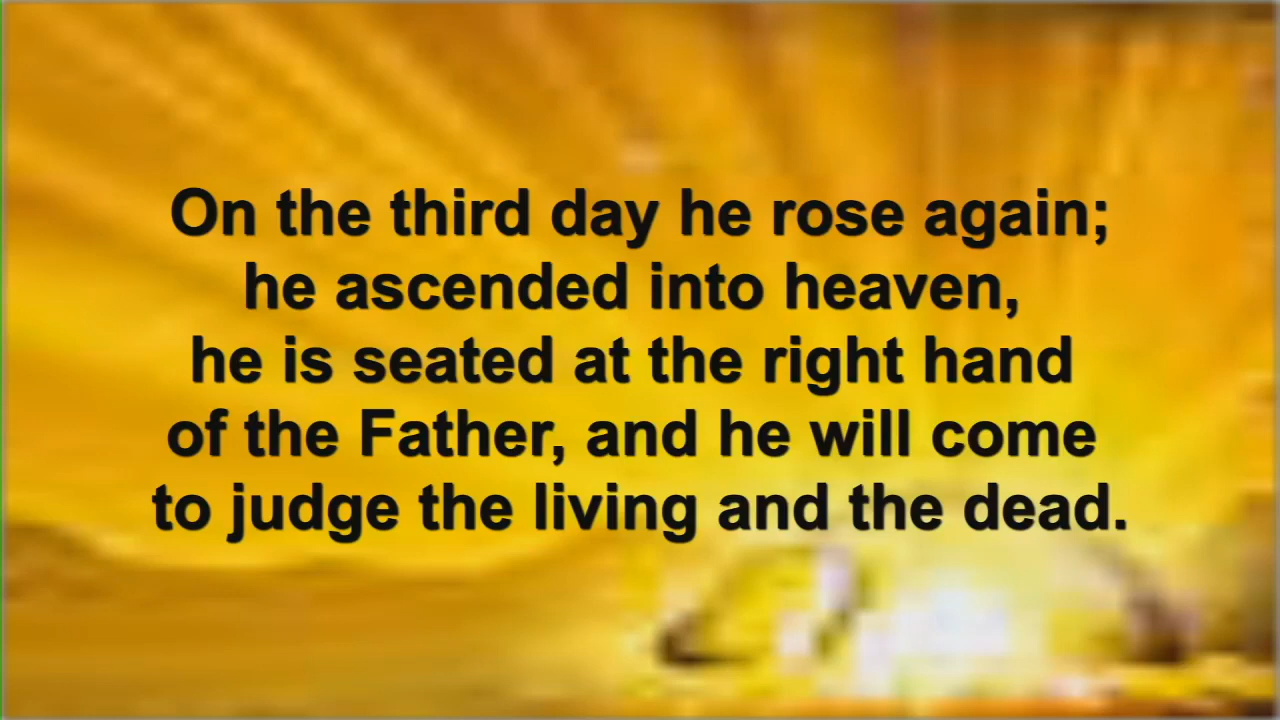 On the third day he rose again;
he ascended into heaven,
he is seated at the right hand
of the Father, and he will come
to judge the living and the dead.